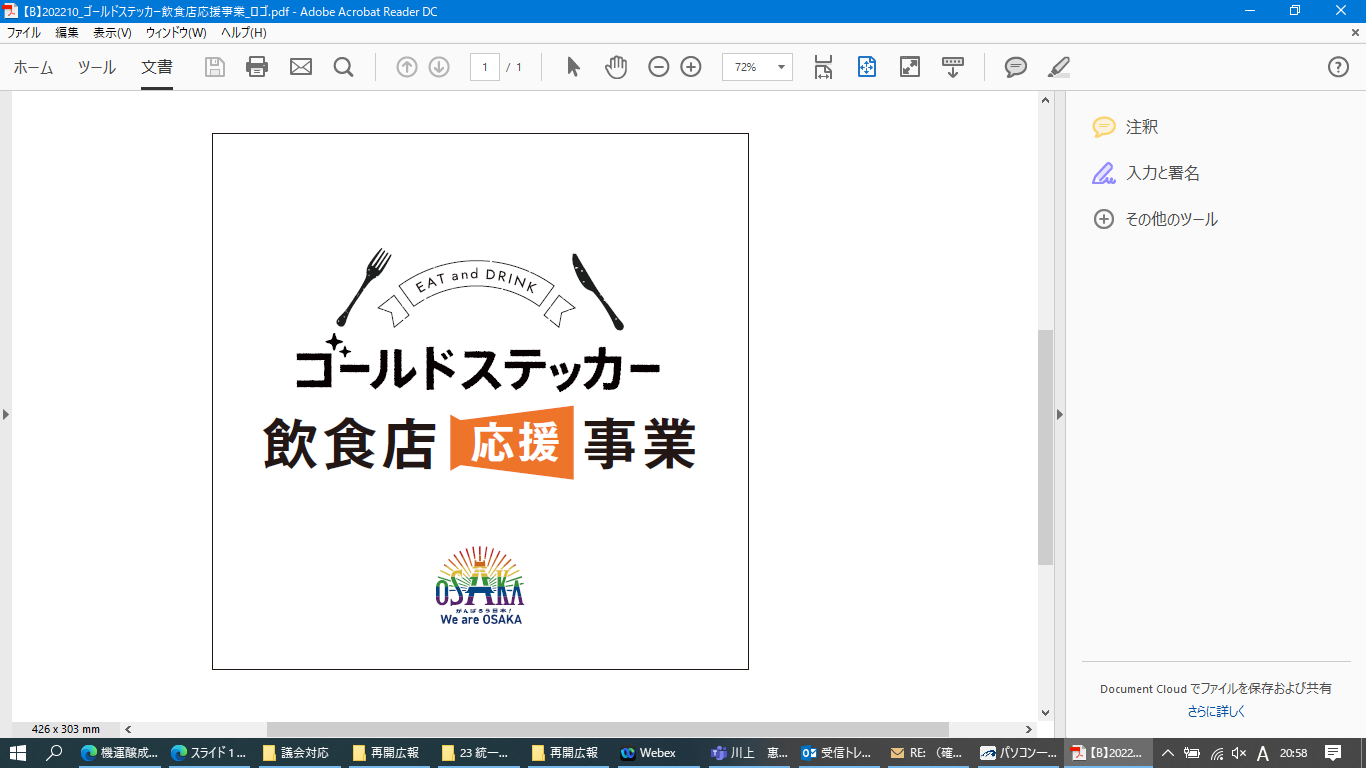 【B】202210_ゴールドステッカー飲食店応援事業_ロゴ.pdf - Adobe Acrobat Reader DC
ファイル 編集 表示(V) ウィンドウ(W) ヘルプ(H)
ホーム ツール 文書 1 / 1 72%
注釈
入力と署名
その他のツール
EAT and DRINK
ゴールドステッカー
飲食店 応援 事業
OSAKA
がんばろう日本!
We are OSAKA
Document Cloud でファイルを保存および共有
さらに詳しく
426 x 303 mm
機運醸成... スライド 1... 議会対応 再開広報 23 統一... 再開広報 Webex 川上 恵... 受信トレ... RE: （確... パソコン一... 【B】2022... A 20:58